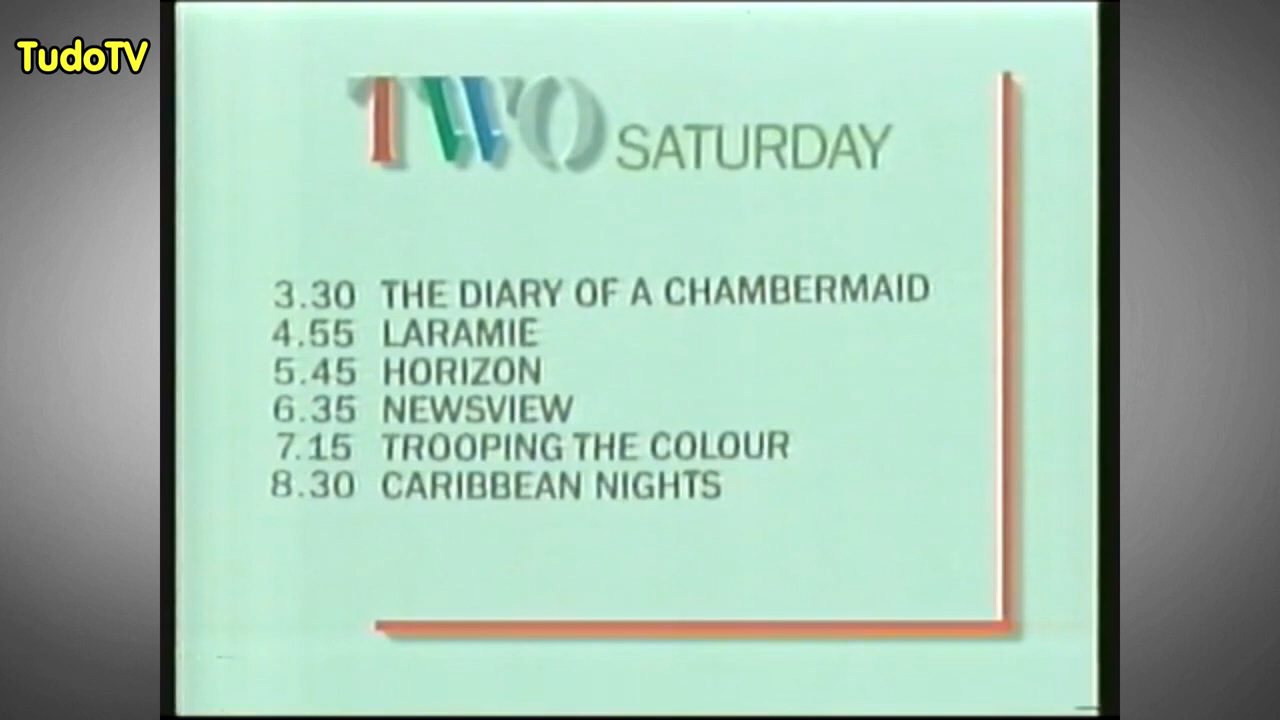 TudoTV
TWO SATURDAY
3.30 THE DIARY OF A CHAMBERMAID
4.55 LARAMIE
5.45 HORIZON
6.35 NEWSVIEW
7.15 TROOPING THE COLOUR
8.30 CARIBBEAN NIGHTS